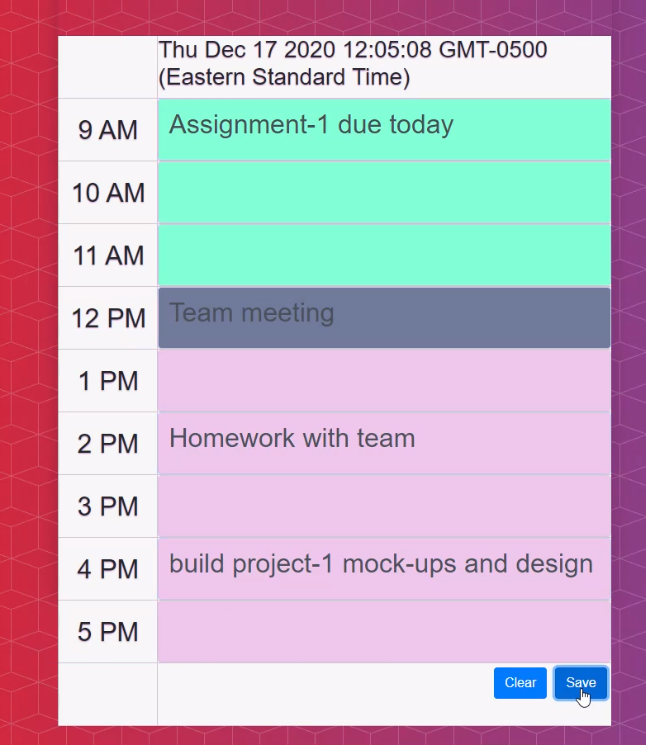 Thu Dec 17 2020 12:05:08 GMT-0500
(Eastern Standard Time)
9 AM Assignment-1 due today
10 AM
11 AM
12 PM Team meeting
1 PM
2 PM Homework with team
3 PM
4 PM build project-1 mock-ups and design
5 PM
Clear Save